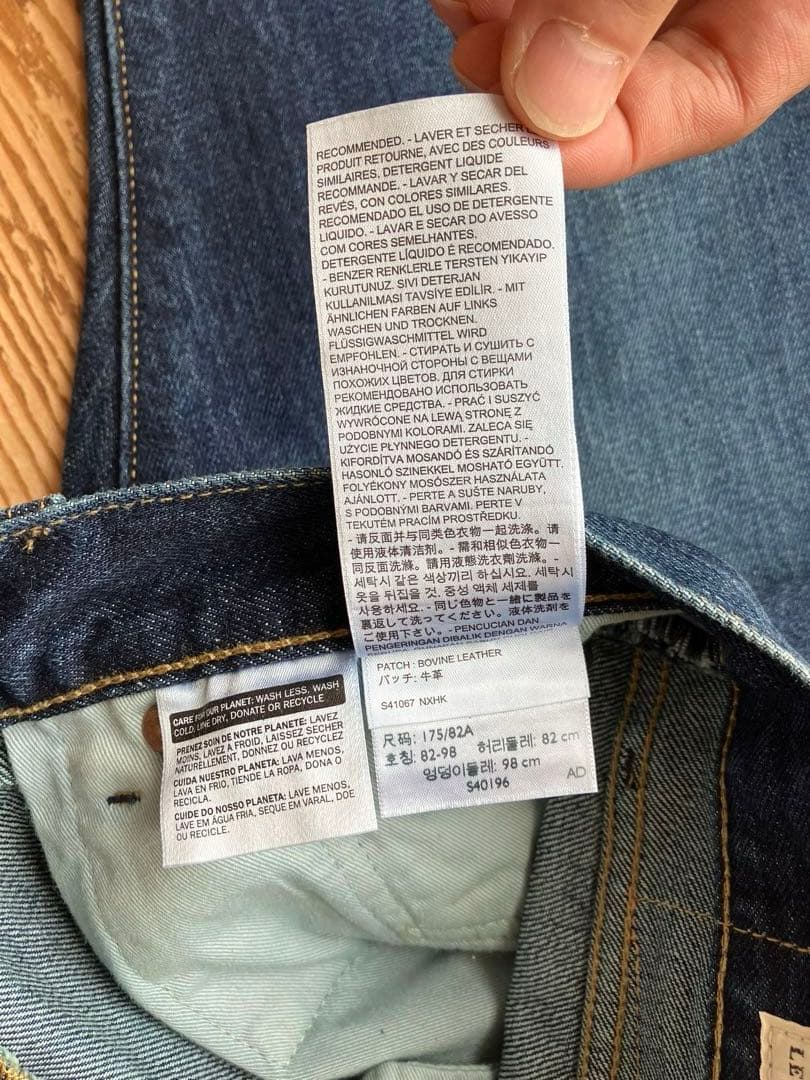 RECOMMENDED. - LAVER ET SECHER
PRODUIT RETOURNE, AVEC DES COULEURS
SIMILAIRES, DETERGENT LIQUIDE
RECOMMANDE. - LAVAR Y SECAR DEL
REVÉS, CON COLORES SIMILARES.
RECOMENDADO EL USO DE DETERGENTE
LIQUIDO. - LAVAR E SECAR DO AVESSO
COM CORES SEMELHANTES.
DETERGENTE LÍQUIDO É RECOMENDADO.
- BENZER RENKLERLE TERSTEN YIKAYIP
KURUTUNUZ. SIVI DETERJAN
KULLANILMASI TAVSİYE EDİLİR. - MIT
ÄHNLICHEN FARBEN AUF LINKS
WASCHEN UND TROCKNEN.
FLÜSSIGWASCHMITTEL WIRD
EMPFOHLEN. - СТИРАТЬ И СУШИТЬ С
ИЗНАНОЧНОЙ СТОРОНЫ С ВЕЩАМИ
ПОХОЖИХ ЦВЕТОВ. ДЛЯ СТИРКИ
РЕКОМЕНДОВАНО ИСПОЛЬЗОВАТЬ
ЖИДКИЕ СРЕДСТВА. - PRAĆ I SUSZYĆ
WYWRÓCONE NA LEWĄ STRONĘ Z
PODOBNYMI KOLORAMI. ZALECA SIĘ
UŻYCIE PŁYNNEGO DETERGENTU. -
KIFORDÍTVA MOSANDÓ ÉS SZÁRÍTANDÓ
HASONLÓ SZINEKKEL MOSHATÓ EGYÜTT.
FOLYÉKONY MOSÓSZER HASZNÁLATA
AJÁNLOTT. - PERTE A SUŠTE NARUBY,
S PODOBNÝMI BARVAMI. PERTE V
TEKUTÉM PRACÍM PROSTŘEDKU.
- 请反面并与同类色衣物一起洗涤。请
使用液体清洁剂。- 需和相似色衣物一
同反面洗滌。請用液態洗衣劑洗滌。-
세탁시 같은 색상끼리 하십시요. 세탁시
옷을 뒤집을 것. 중성 액체 세제를
사용하세요. - 同じ色物と一緒に製品を
裏返して洗ってください。液体洗剤を
ご使用下さい。- PENCUCIAN DAN
PENGERINGAN DIBALIK DENGAN WARNA
PATCH : BOVINE LEATHER
パッチ: 牛革
S41067 NXHK
尺码: 175/82A
호칭: 82-98 허리둘레: 82 cm
엉덩이둘레: 98 cm
S40196 AD
CARE FOR OUR PLANET: WASH LESS, WASH
COLD, LINE DRY, DONATE OR RECYCLE
PRENEZ SOIN DE NOTRE PLANETE: LAVEZ
MOINS, LAVEZ A FROID, LAISSEZ SÉCHER
NATURELLEMENT, DONNEZ OU RECYCLEZ
CUIDA NUESTRO PLANETA: LAVA MENOS,
LAVA EN FRIO, TIENDE LA ROPA, DONA O
RECICLA.
CUIDE DO NOSSO PLANETA: LAVE MENOS,
LAVE EM ÁGUA FRIA, SEQUE EM VARAL, DOE
OU RECICLE.
LE